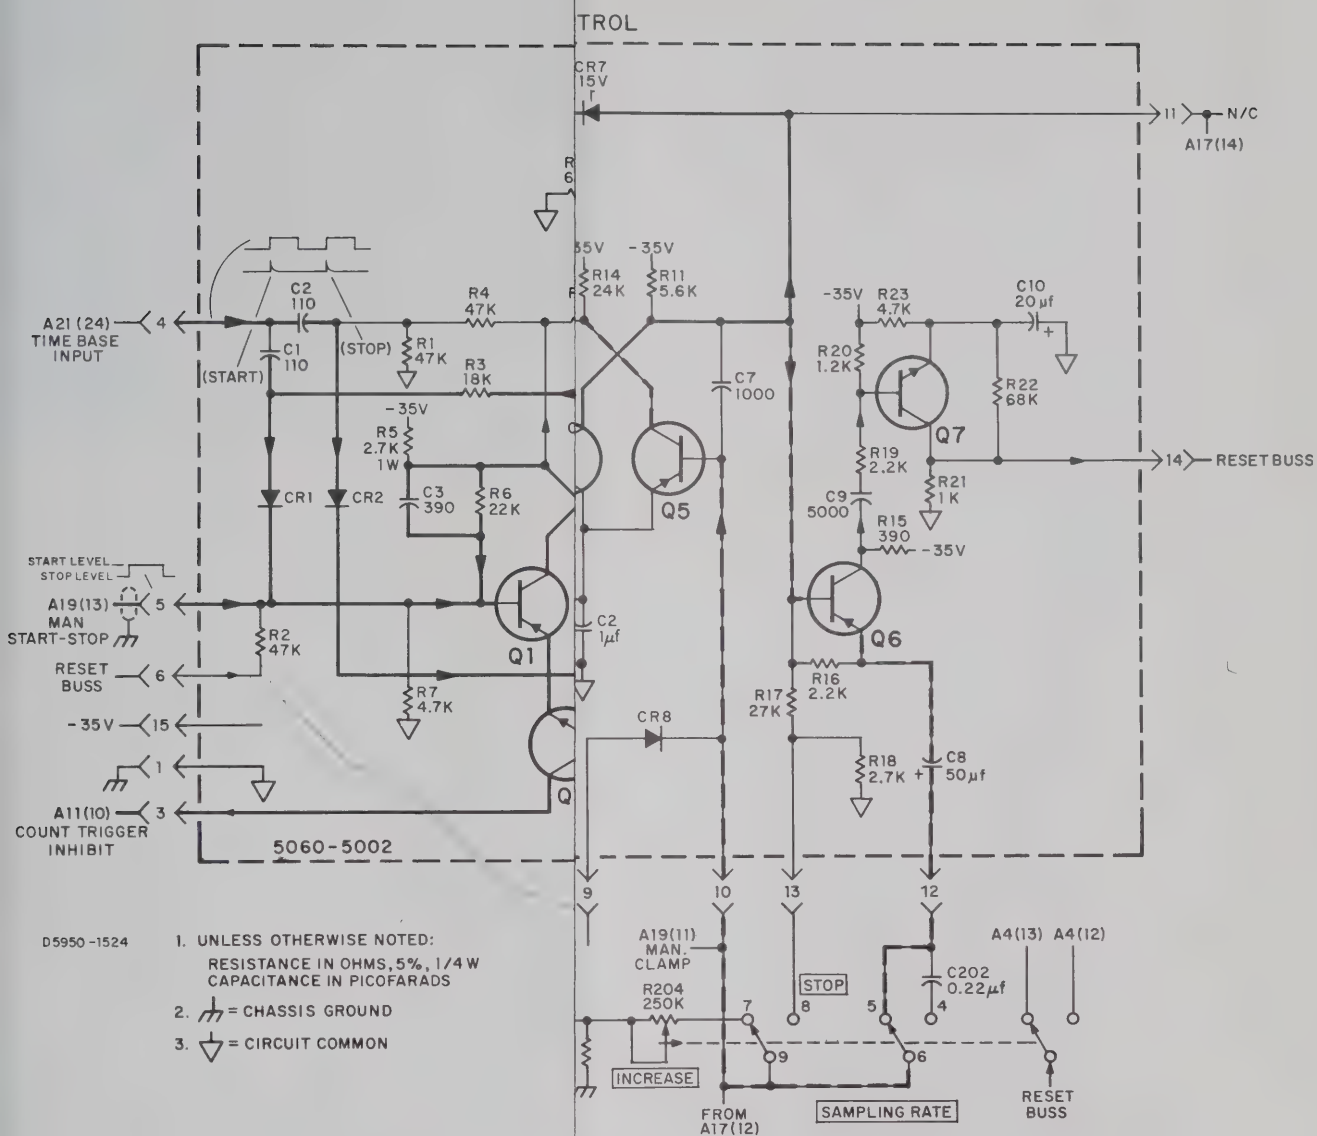 TROL
CR7
15V
11
N/C
A17(14)
R
6
35V
-35V
R14
24K
R11
5.6K
C2
110
R4
47K
A21 (24)
TIME BASE
INPUT
4
(STOP)
R1
47K
C1
110
(START)
R3
18K
-35V
R5
2.7K
1W
C3
390
R6
22K
CR1
CR2
C7
1000
Q5
-35V
R23
4.7K
C10
20µf
+
R20
1.2K
R22
68K
Q7
R19
2.2K
14
RESET BUSS
R21
1K
C9
5000
R15
390
-35V
START LEVEL
STOP LEVEL
A19(13)
MAN
START-STOP
5
R2
47K
RESET
BUSS
6
Q1
C2
1µf
Q6
R16
2.2K
R17
27K
R7
4.7K
-35V
15
CR8
R18
2.7K
+
C8
50µf
1
A11(10)
COUNT TRIGGER
INHIBIT
3
Q
5060-5002
9
10
13
12
D5950-1524
1. UNLESS OTHERWISE NOTED:
RESISTANCE IN OHMS, 5%, 1/4 W
CAPACITANCE IN PICOFARADS
2. = CHASSIS GROUND
3. = CIRCUIT COMMON
A19(11)
MAN.
CLAMP
A4(13) A4(12)
R204
250K
7
STOP
8
5
4
C202
0.22µf
9
6
INCREASE
FROM
A17(12)
SAMPLING RATE
RESET
BUSS